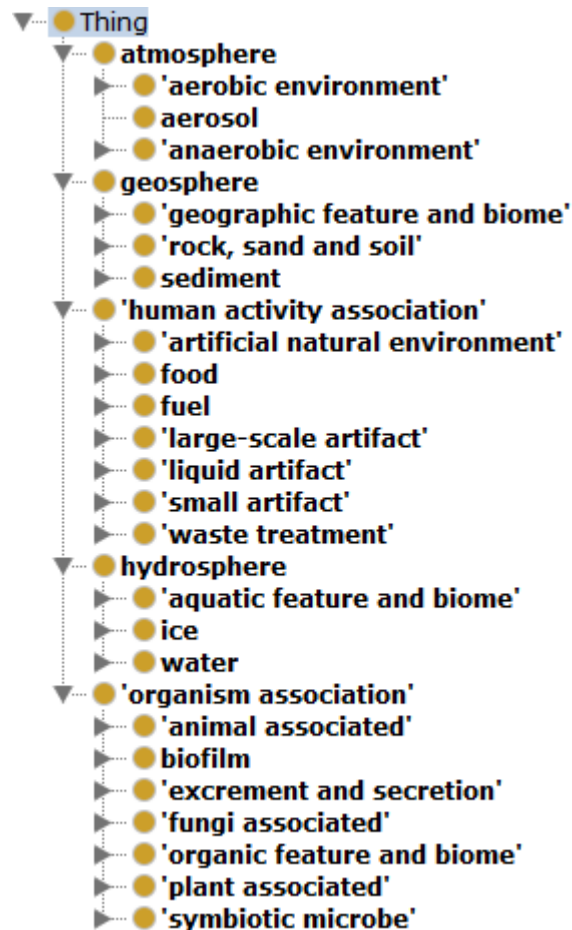 Thing
atmosphere
'aerobic environment'
aerosol
'anaerobic environment'
geosphere
'geographic feature and biome'
'rock, sand and soil'
sediment
'human activity association'
'artificial natural environment'
food
fuel
'large-scale artifact'
'liquid artifact'
'small artifact'
'waste treatment'
hydrosphere
'aquatic feature and biome'
ice
water
'organism association'
'animal associated'
biofilm
'excrement and secretion'
'fungi associated'
'organic feature and biome'
'plant associated'
'symbiotic microbe'